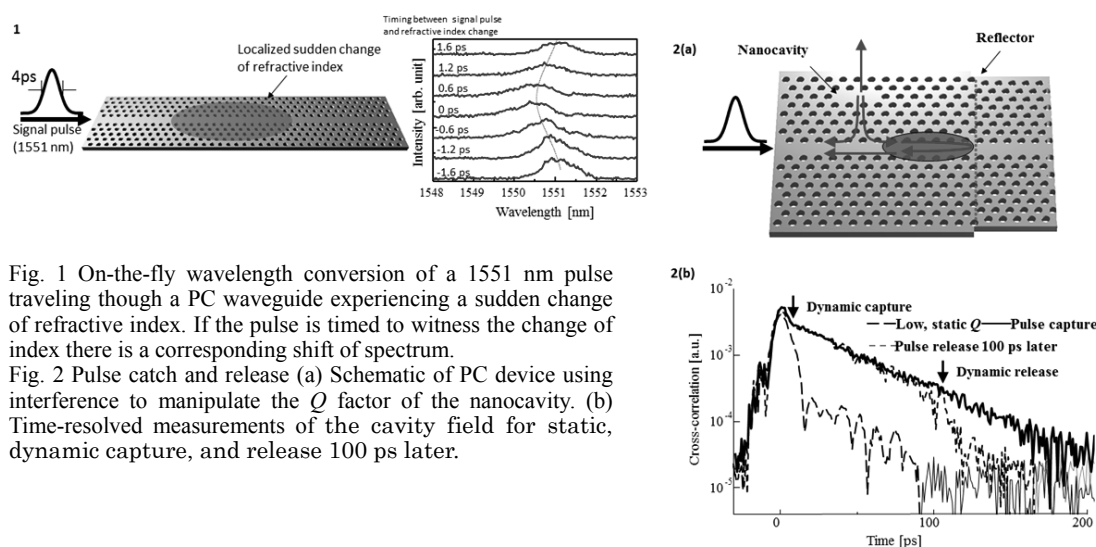 1
4ps
Signal pulse
(1551 nm)
Localized sudden change
of refractive index
Timing between signal pulse
and refractive index change
Intensity [arb. unit]
1.6 ps
1.2 ps
0.6 ps
0 ps
-0.6 ps
-1.2 ps
-1.6 ps
1548 1549 1550 1551 1552 1553
Wavelength [nm]
2(a)
Nanocavity
Reflector
Fig. 1 On-the-fly wavelength conversion of a 1551 nm pulse
traveling though a PC waveguide experiencing a sudden change
of refractive index. If the pulse is timed to witness the change of
index there is a corresponding shift of spectrum.
Fig. 2 Pulse catch and release (a) Schematic of PC device using
interference to manipulate the Q factor of the nanocavity. (b)
Time-resolved measurements of the cavity field for static,
dynamic capture, and release 100 ps later.
2(b)
Cross-correlation [a.u.]
10⁻²
10⁻³
10⁻⁴
10⁻⁵
Dynamic capture
Low, static Q Pulse capture
Pulse release 100 ps later
Dynamic release
0 100 200
Time [ps]